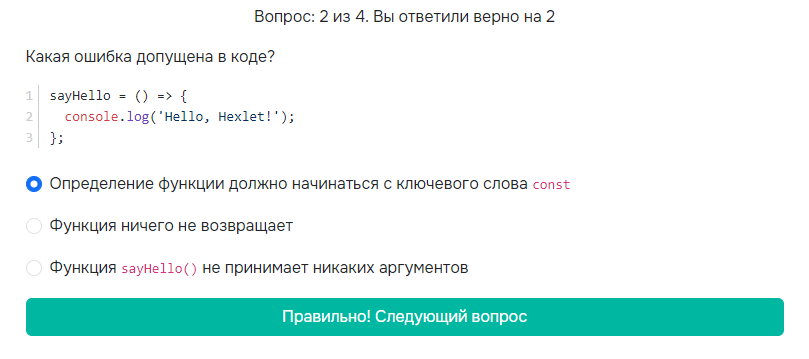 Вопрос: 2 из 4. Вы ответили верно на 2
Какая ошибка допущена в коде?
1 sayHello = () => {
2   console.log('Hello, Hexlet!');
3 };
Определение функции должно начинаться с ключевого слова const
Функция ничего не возвращает
Функция sayHello() не принимает никаких аргументов
Правильно! Следующий вопрос